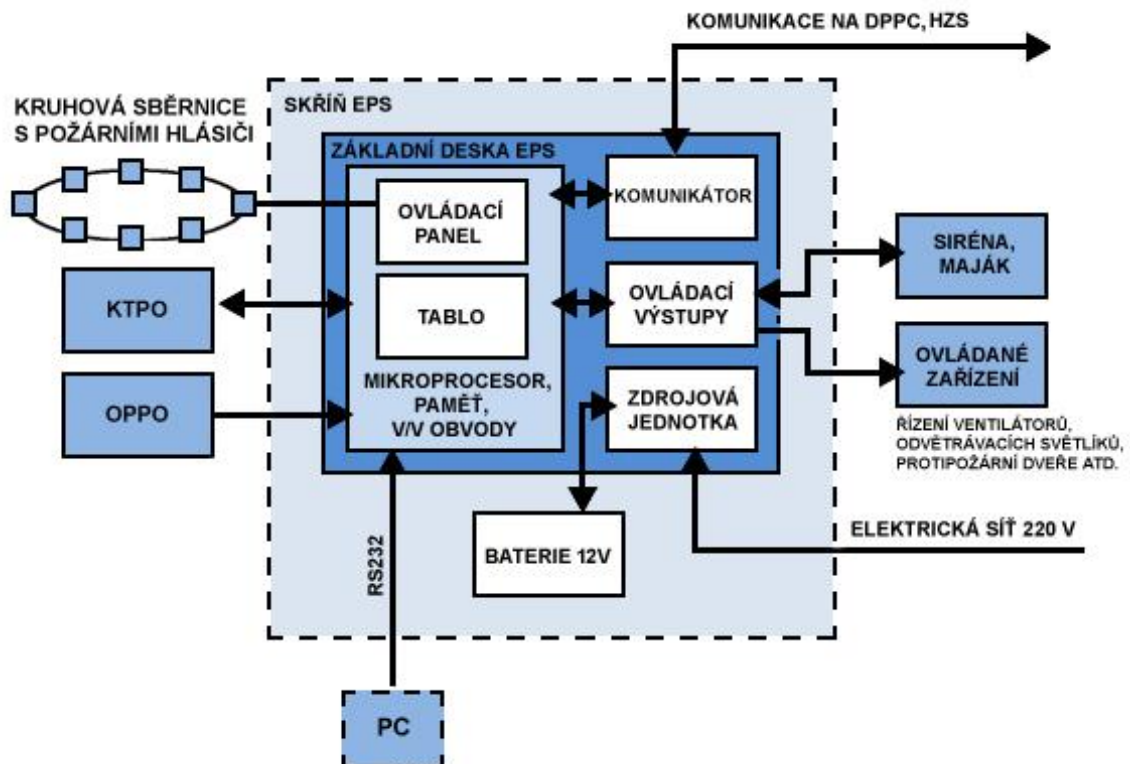 KOMUNIKACE NA DPPC, HZS
SKŘÍŇ EPS
KRUHOVÁ SBĚRNICE
S POŽÁRNÍMI HLÁSIČI
ZÁKLADNÍ DESKA EPS
OVLÁDACÍ
PANEL
KOMUNIKÁTOR
KTPO
TABLO
OVLÁDACÍ
VÝSTUPY
SIRÉNA,
MAJÁK
OPPO
MIKROPROCESOR,
PAMĚŤ,
V/V OBVODY
ZDROJOVÁ
JEDNOTKA
OVLÁDANÉ
ZAŘÍZENÍ
ŘÍZENÍ VENTILÁTORŮ,
ODVĚTRÁVACÍCH SVĚTLÍKŮ,
PROTIPOŽÁRNÍ DVEŘE ATD.
ELEKTRICKÁ SÍŤ 220 V
BATERIE 12V
RS232
PC